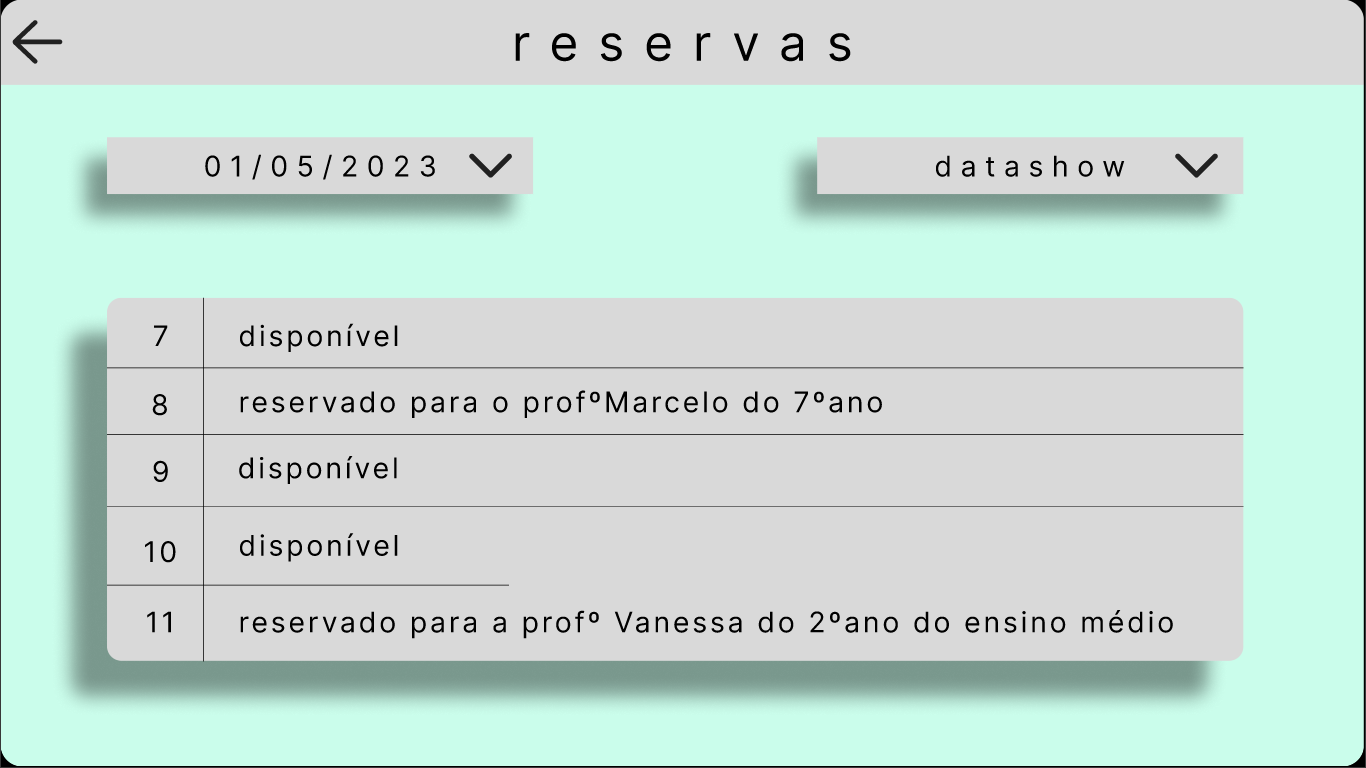 reservas
01/05/2023 datashow
7 disponível
8 reservado para o profºMarcelo do 7ºano
9 disponível
10 disponível
11 reservado para a profº Vanessa do 2ºano do ensino médio